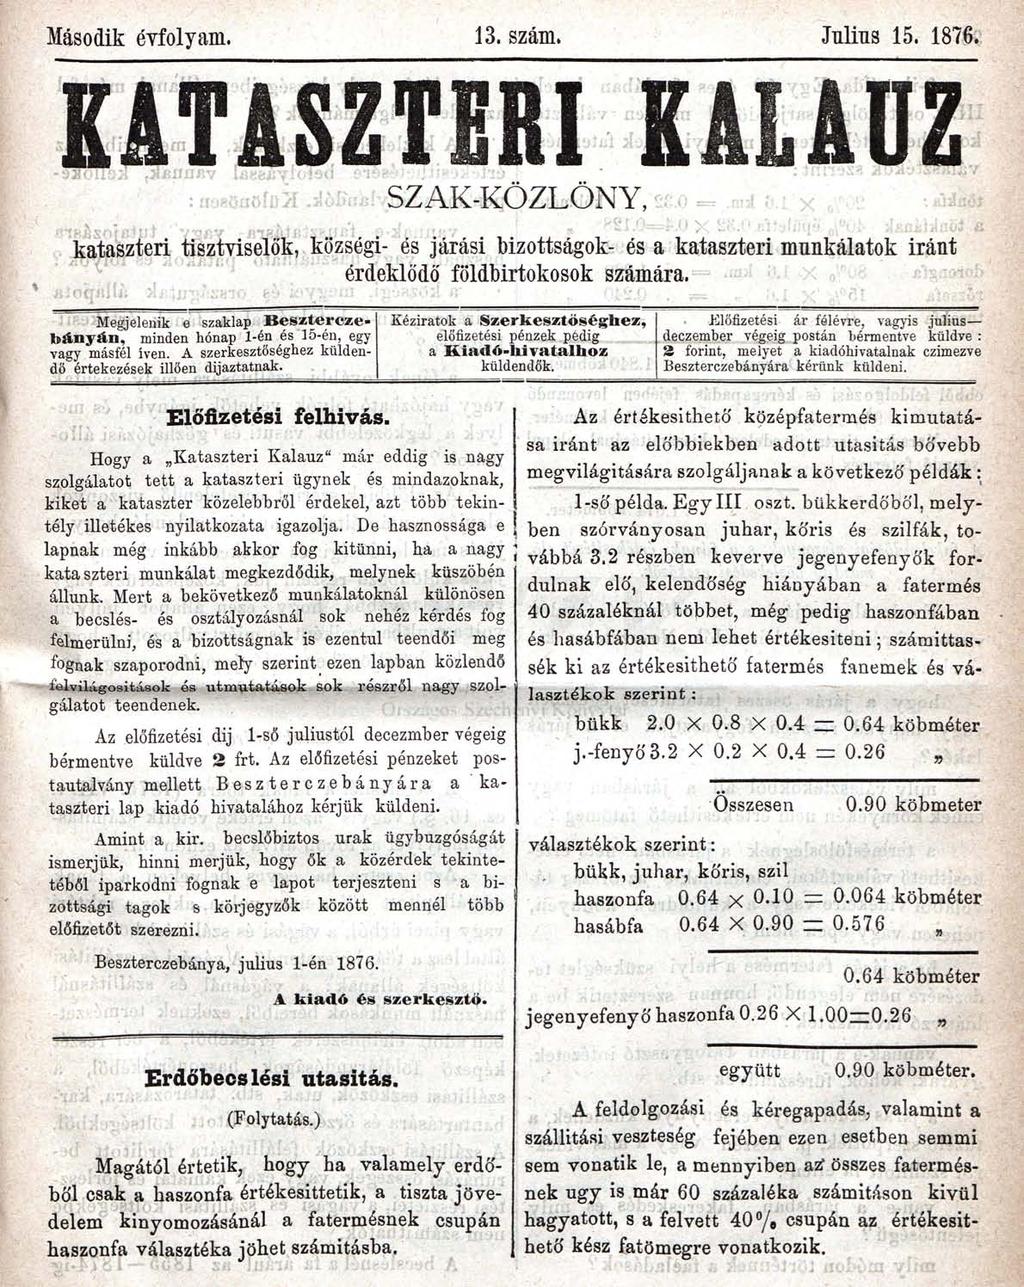 Második évfolyam. 13. szám. Julius 15. 1876.
KATASZTERI KALAUZ
SZAK-KÖZLÖNY,
kataszteri tisztviselők, községi- és járási bizottságok- és a kataszteri munkálatok iránt
érdeklődő földbirtokosok számára.
Megjelenik e szaklap Besztercze-
bányán, minden hónap 1-én és 15-én, egy
vagy másfél íven. A szerkesztőséghez külden-
dő értekezések illően dijaztatnak.
Kéziratok a Szerkesztőséghez,
előfizetési pénzek pedig
a Kiadó-hivatalhoz
küldendők.
Előfizetési ár félévre, vagyis julius—
deczember végeig postán bérmentve küldve :
2 forint, melyet a kiadóhivatalnak czimezve
Beszterczebányára kérünk küldeni.
Előfizetési felhivás.
Hogy a „Kataszteri Kalauz“ már eddig is nagy
szolgálatot tett a kataszteri ügynek és mindazoknak,
kiket a kataszter közelebbről érdekel, azt több tekin-
tély illetékes nyilatkozata igazolja. De hasznossága e
lapnak még inkább akkor fog kitünni, ha a nagy
kataszteri munkálat megkezdődik, melynek küszöbén
állunk. Mert a bekövetkező munkálatoknál különösen
a becslés- és osztályozásnál sok nehéz kérdés fog
felmerülni, és a bizottságnak is ezentul teendői meg
fognak szaporodni, mely szerint ezen lapban közlendő
felvilágositások és utmutatások sok részről nagy szol-
gálatot teendenek.
Az előfizetési dij 1-ső juliustól decezmber végeig
bérmentve küldve 2 frt. Az előfizetési pénzeket pos-
tautalvány mellett Beszterczebányára a ka-
taszteri lap kiadó hivatalához kérjük küldeni.
Amint a kir. becslőbiztos urak ügybuzgóságát
ismerjük, hinni merjük, hogy ők a közérdek tekinte-
téből iparkodni fognak e lapot terjeszteni s a bi-
zottsági tagok s körjegyzők között mennél több
előfizetőt szerezni.
Beszterczebánya, julius 1-én 1876.
A kiadó és szerkesztő.
Erdőbecslési utasitás.
(Folytatás.)
Magától értetik, hogy ha valamely erdő-
ből csak a haszonfa értékesittetik, a tiszta jöve-
delem kinyomozásánál a fatermésnek csupán
haszonfa választéka jöhet számitásba.
Az értékesithető középfatermés kimutatá-
sa iránt az előbbiekben adott utasitás bővebb
megvilágitására szolgáljanak a következő példák :
1-ső példa. Egy III oszt. bükkerdőből, mely-
ben szórványosan juhar, kőris és szilfák, to-
vábbá 3.2 részben keverve jegenyefenyők for-
dulnak elő, kelendőség hiányában a fatermés
40 százaléknál többet, még pedig haszonfában
és hasábfában nem lehet értékesiteni ; számittas-
sék ki az értékesithető fatermés fanemek és vá-
lasztékok szerint :
bükk 2.0 × 0.8 × 0.4 = 0.64 köbméter
j.-fenyő 3.2 × 0.2 × 0.4 = 0.26 „
Összesen 0.90 köbmeter
választékok szerint :
bükk, juhar, kőris, szil
haszonfa 0.64 × 0.10 = 0.064 köbméter
hasábfa 0.64 × 0.90 = 0.576 „
0.64 köbméter
jegenyefenyő haszonfa 0.26 × 1.00=0.26 „
együtt 0.90 köbméter.
A feldolgozási és kéregapadás, valamint a
szállitási veszteség fejében ezen esetben semmi
sem vonatik le, a mennyiben az összes fatermés-
nek ugy is már 60 százaléka számitáson kivül
hagyatott, s a felvett 40% csupán az értékesit-
hető kész fatömegre vonatkozik.